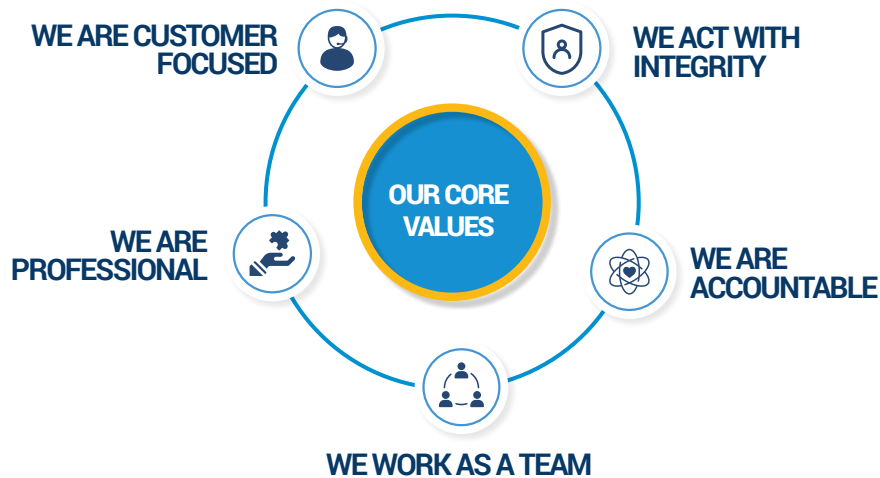 WE ARE CUSTOMER
FOCUSED
WE ACT WITH
INTEGRITY
OUR CORE
VALUES
WE ARE
PROFESSIONAL
WE ARE
ACCOUNTABLE
WE WORK AS A TEAM